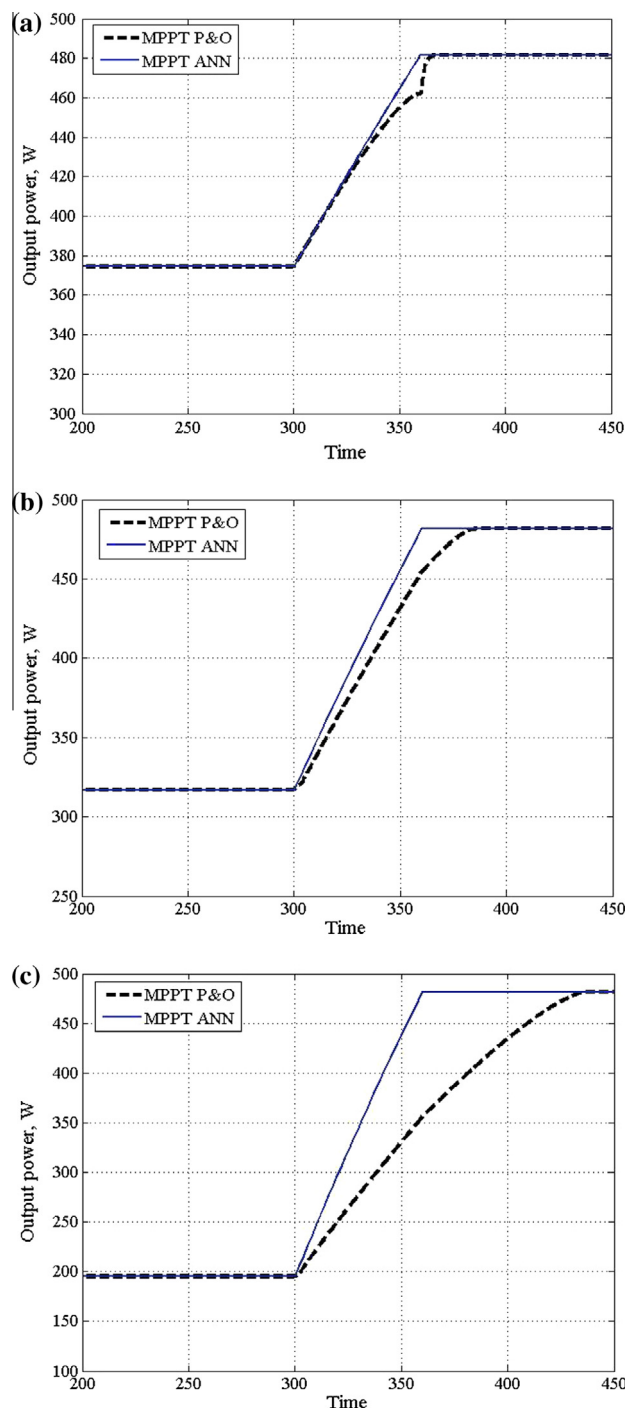 (a)
500
480
460
440
420
400
380
360
340
320
300
Output power, W
MPPT P&O
MPPT ANN
200 250 300 350 400 450
Time
(b)
500
450
400
350
300
250
Output power, W
MPPT P&O
MPPT ANN
200 250 300 350 400 450
Time
(c)
500
450
400
350
300
250
200
150
100
Output power, W
MPPT P&O
MPPT ANN
200 250 300 350 400 450
Time